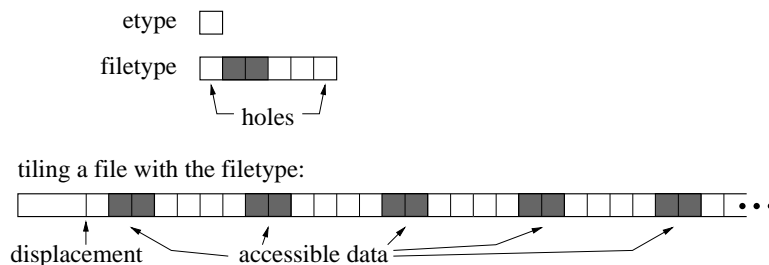 etype
filetype
holes
tiling a file with the filetype:
displacement accessible data